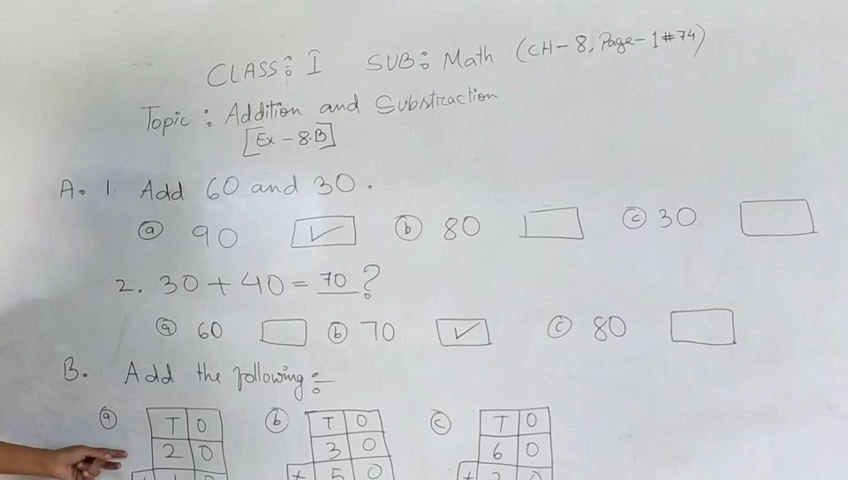 CLASS: I SUB: Math (CH-8, Page-1#74)
Topic: Addition and Substraction
[Ex-8.B]
A. 1. Add 60 and 30.
(a) 90 ✓ (b) 80 (c) 30
2. 30 + 40 = 70 ?
(a) 60 (b) 70 ✓ (c) 80
B. Add the following:-
(a) T O (b) T O (c) T O
2 0 3 0 6 0
+ 5 0